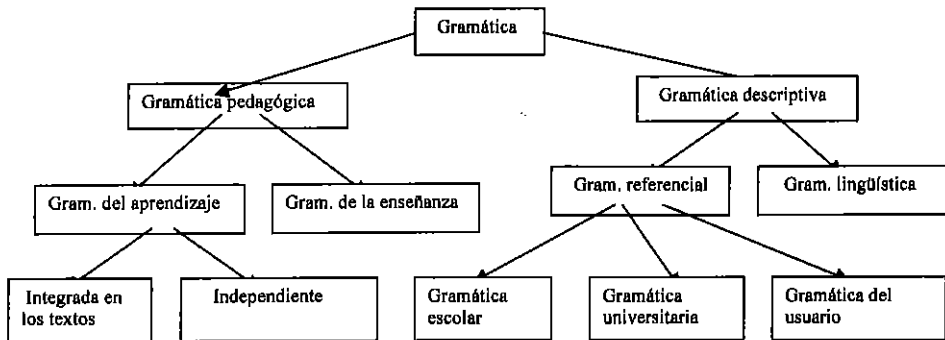 Gramática
Gramática pedagógica
Gramática descriptiva
Gram. del aprendizaje
Gram. de la enseñanza
Gram. referencial
Gram. lingüística
Integrada en
los textos
Independiente
Gramática
escolar
Gramática
universitaria
Gramática del
usuario